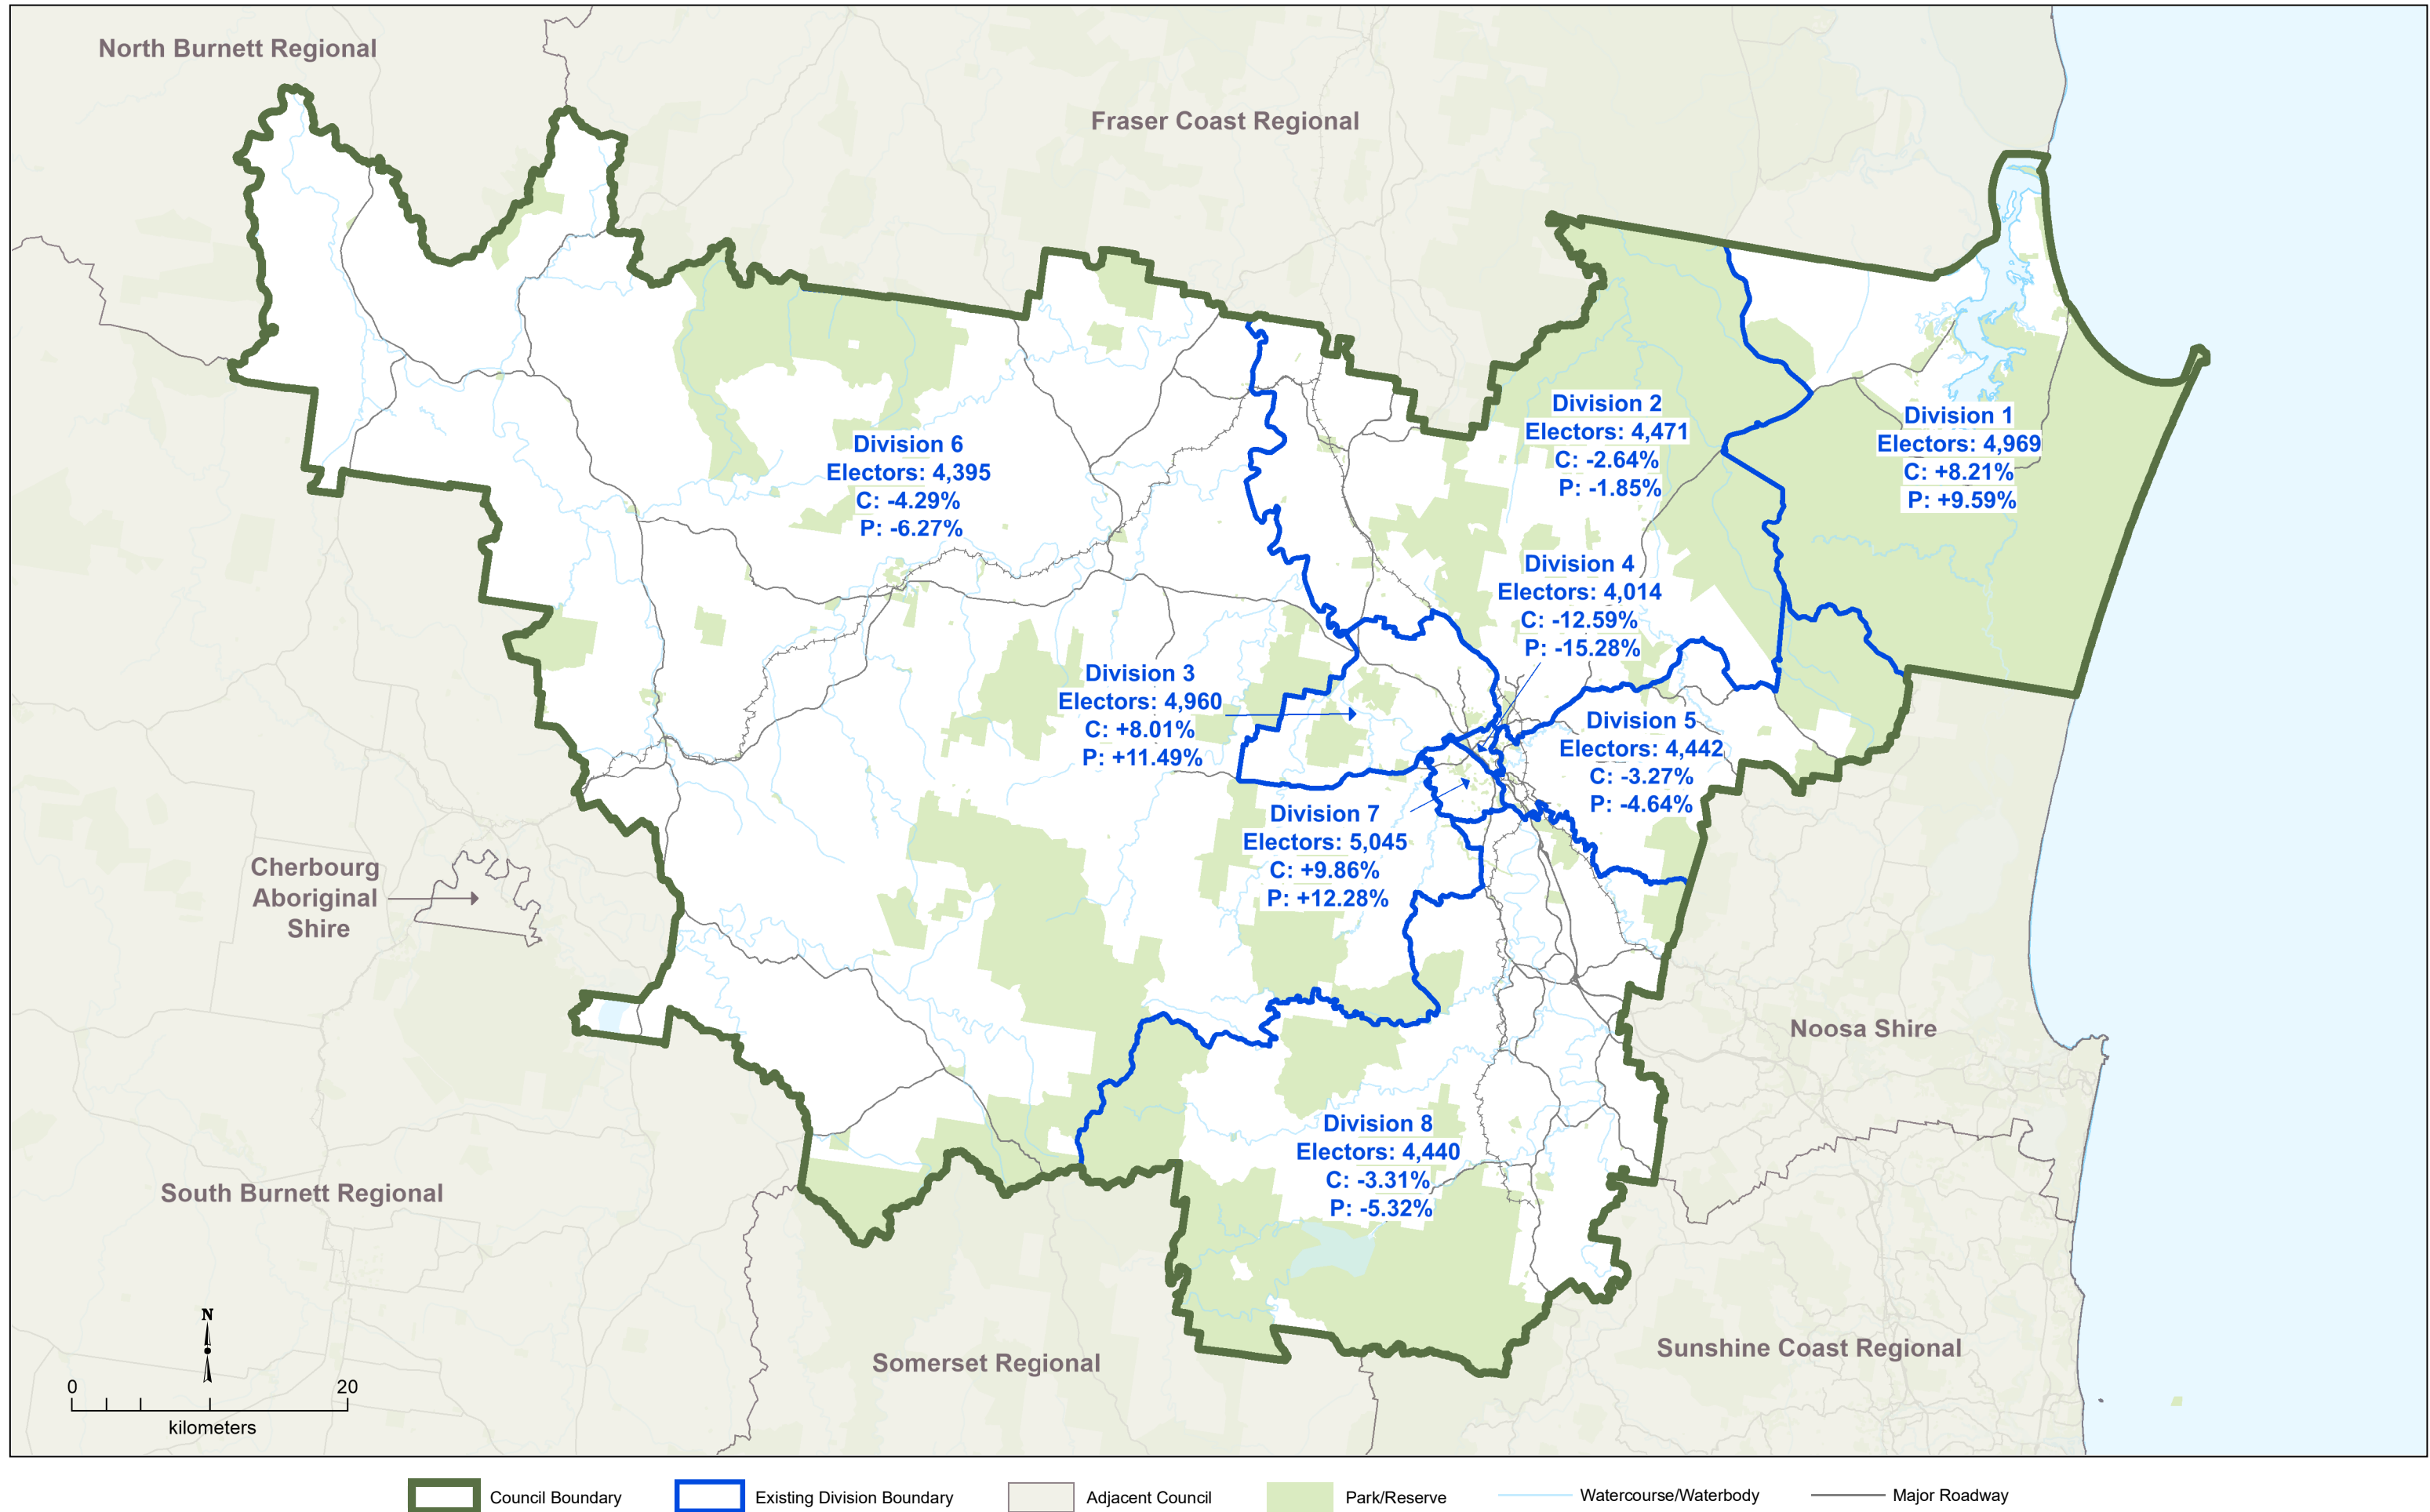 North Burnett Regional
Fraser Coast Regional
Division 2
Electors: 4,471
C: -2.64%
P: -1.85%
Division 1
Electors: 4,969
C: +8.21%
P: +9.59%
Division 6
Electors: 4,395
C: -4.29%
P: -6.27%
Division 4
Electors: 4,014
C: -12.59%
P: -15.28%
Division 3
Electors: 4,960
C: +8.01%
P: +11.49%
Division 5
Electors: 4,442
C: -3.27%
P: -4.64%
Division 7
Electors: 5,045
C: +9.86%
P: +12.28%
Cherbourg
Aboriginal
Shire
Noosa Shire
Division 8
Electors: 4,440
C: -3.31%
P: -5.32%
South Burnett Regional
Somerset Regional
Sunshine Coast Regional
N
0 20
kilometers
Council Boundary
Existing Division Boundary
Adjacent Council
Park/Reserve
Watercourse/Waterbody
Major Roadway